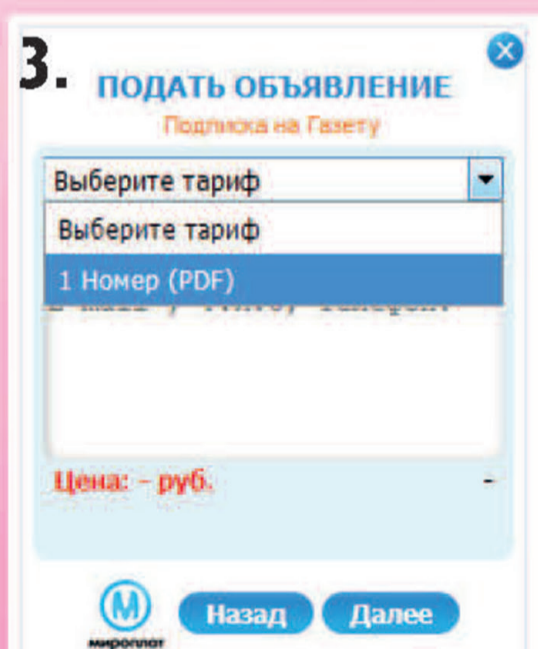 3.
ПОДАТЬ ОБЪЯВЛЕНИЕ
Подписка на Газету
Выберите тариф
Выберите тариф
1 Номер (PDF)
Цена: - руб. -
Назад Далее
мироплат